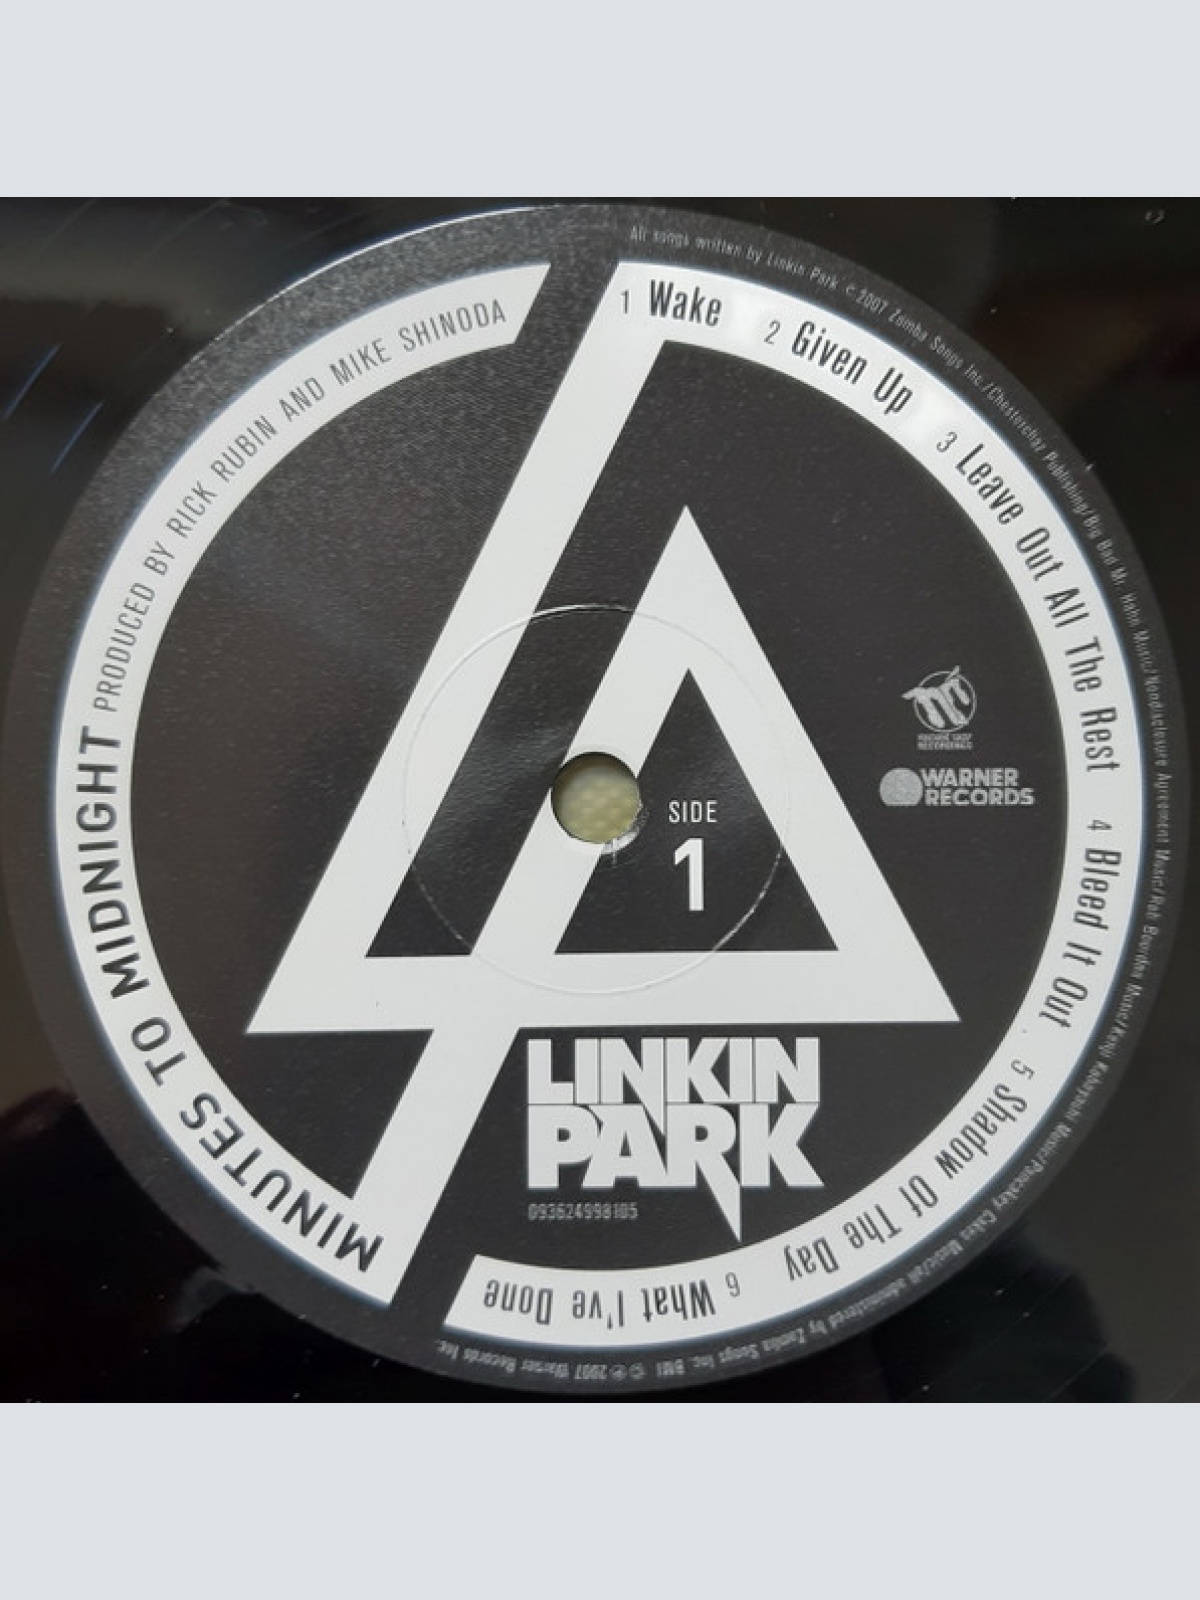 MINUTES TO MIDNIGHT PRODUCED BY RICK RUBIN AND MIKE SHINODA
1 Wake
2 Given Up
3 Leave Out All The Rest
4 Bleed It Out
5 Shadow Of The Day
6 What I've Done
All songs written by Linkin Park © 2007 Zomba Songs Inc./Chesterchaz Publishing/Big Bad Mr. Hahn Music/Nondisclosure Agreement Music/Rob Bourdon Music/Kenji Kobayashi Music/Pancakey Cakes Music/all administered by Zomba Songs Inc. BMI © ℗ 2007 Warner Records Inc.
RECORDINGS
WARNER
RECORDS
SIDE
1
LINKIN
PARK
093624998105